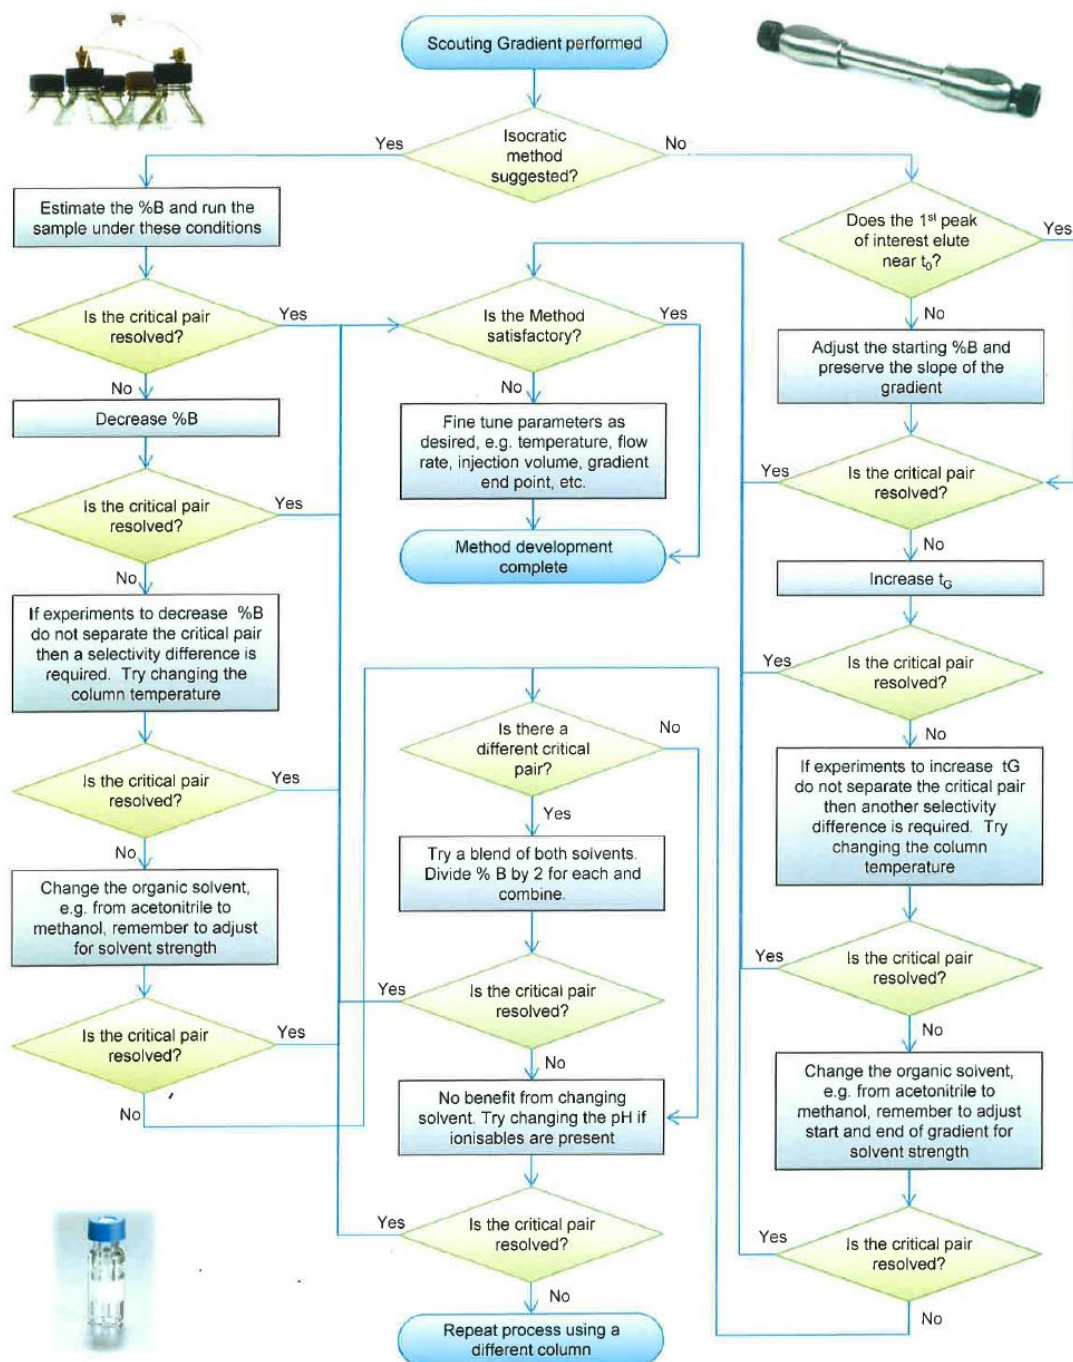 Scouting Gradient performed
Yes
Isocratic
method
suggested?
No
Estimate the %B and run the
sample under these conditions
Does the 1st peak
of interest elute
near t0?
Yes
Is the critical pair
resolved?
Yes
Is the Method
satisfactory?
Yes
No
Adjust the starting %B and
preserve the slope of the
gradient
No
Decrease %B
No
Fine tune parameters as
desired, e.g. temperature, flow
rate, injection volume, gradient
end point, etc.
Is the critical pair
resolved?
Yes
Yes
Is the critical pair
resolved?
Method development
complete
No
Increase tG
No
If experiments to decrease %B
do not separate the critical pair
then a selectivity difference is
required. Try changing the
column temperature
Yes
Is the critical pair
resolved?
Is there a
different critical
pair?
No
No
If experiments to increase tG
do not separate the critical pair
then another selectivity
difference is required. Try
changing the column
temperature
Is the critical pair
resolved?
Yes
Yes
Try a blend of both solvents.
Divide % B by 2 for each and
combine.
No
Change the organic solvent,
e.g. from acetonitrile to
methanol, remember to adjust
for solvent strength
Yes
Is the critical pair
resolved?
Yes
Is the critical pair
resolved?
Is the critical pair
resolved?
Yes
No
No
No
No benefit from changing
solvent. Try changing the pH if
ionisables are present
Change the organic solvent,
e.g. from acetonitrile to
methanol, remember to adjust
start and end of gradient for
solvent strength
Yes
Is the critical pair
resolved?
Yes
Is the critical pair
resolved?
No
No
Repeat process using a
different column